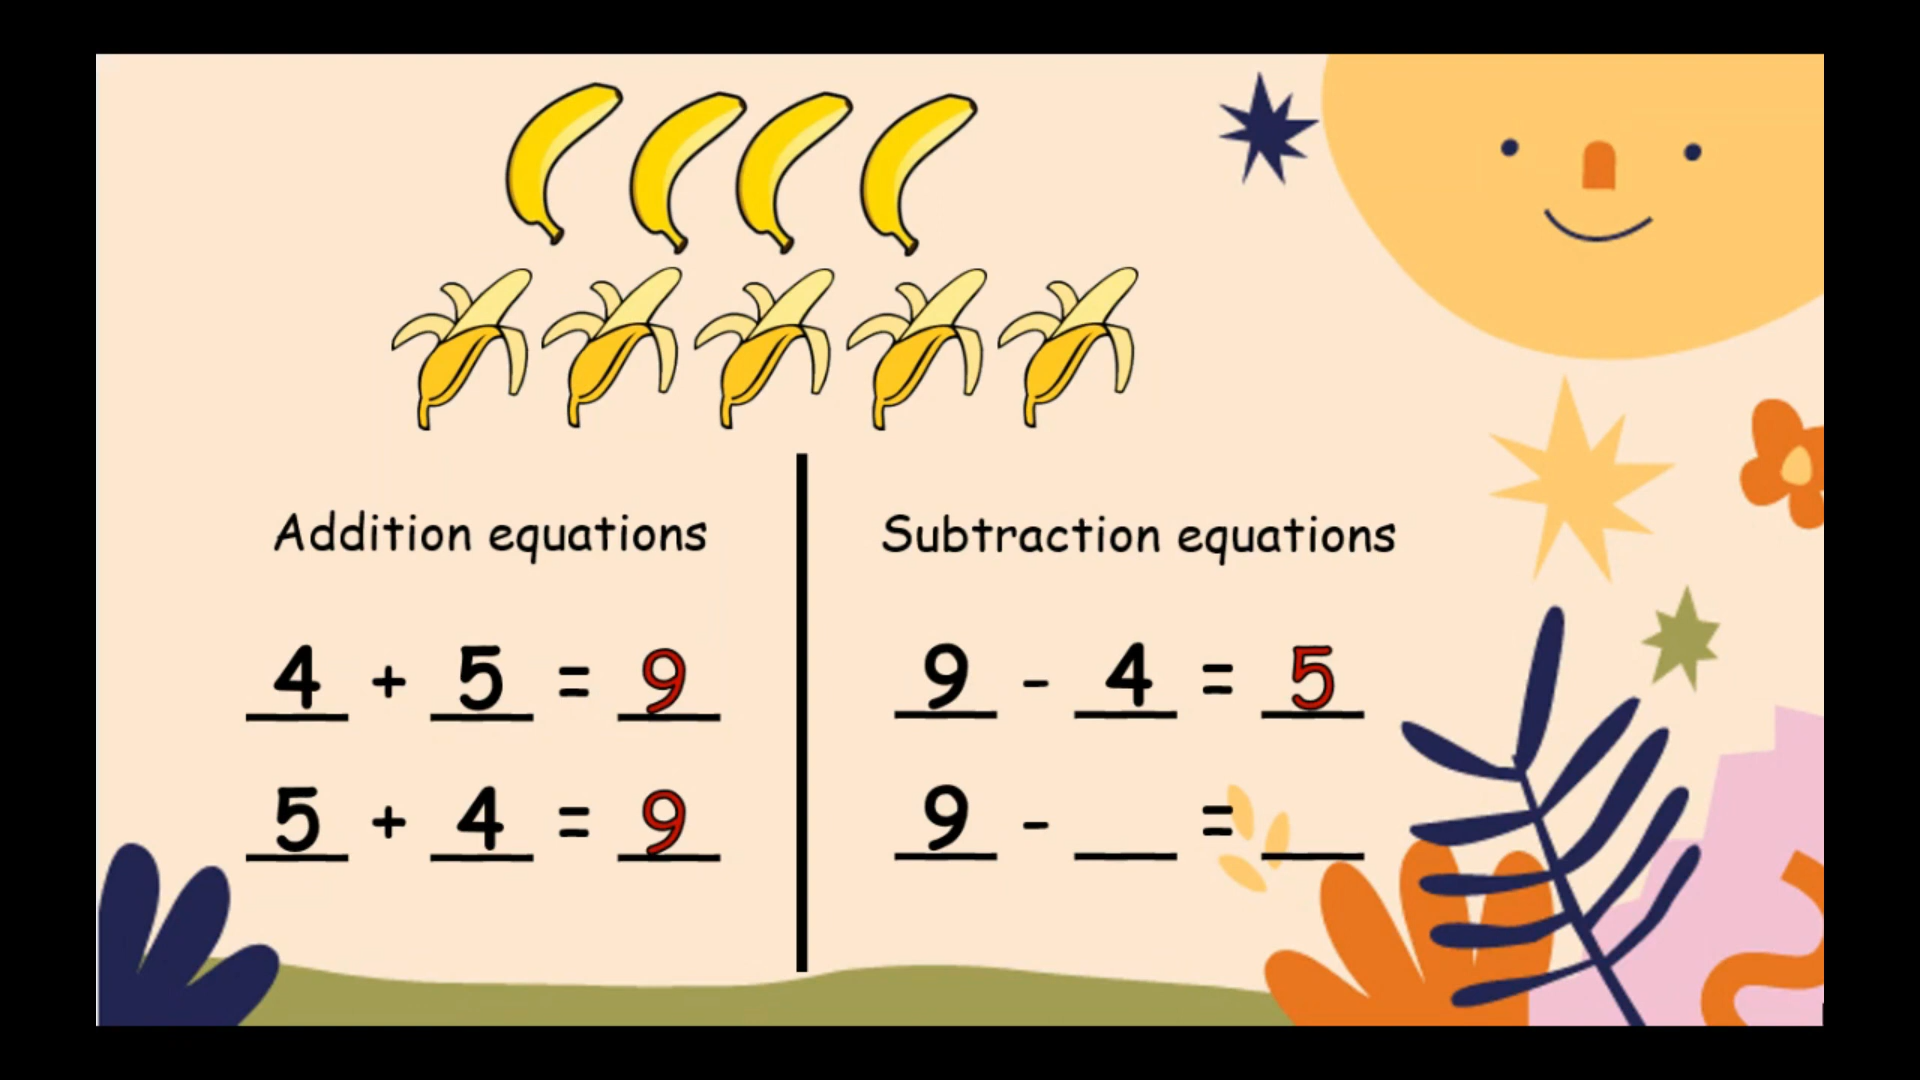 Addition equations
4 + 5 = 9
5 + 4 = 9
Subtraction equations
9 - 4 = 5
9 - __ = __